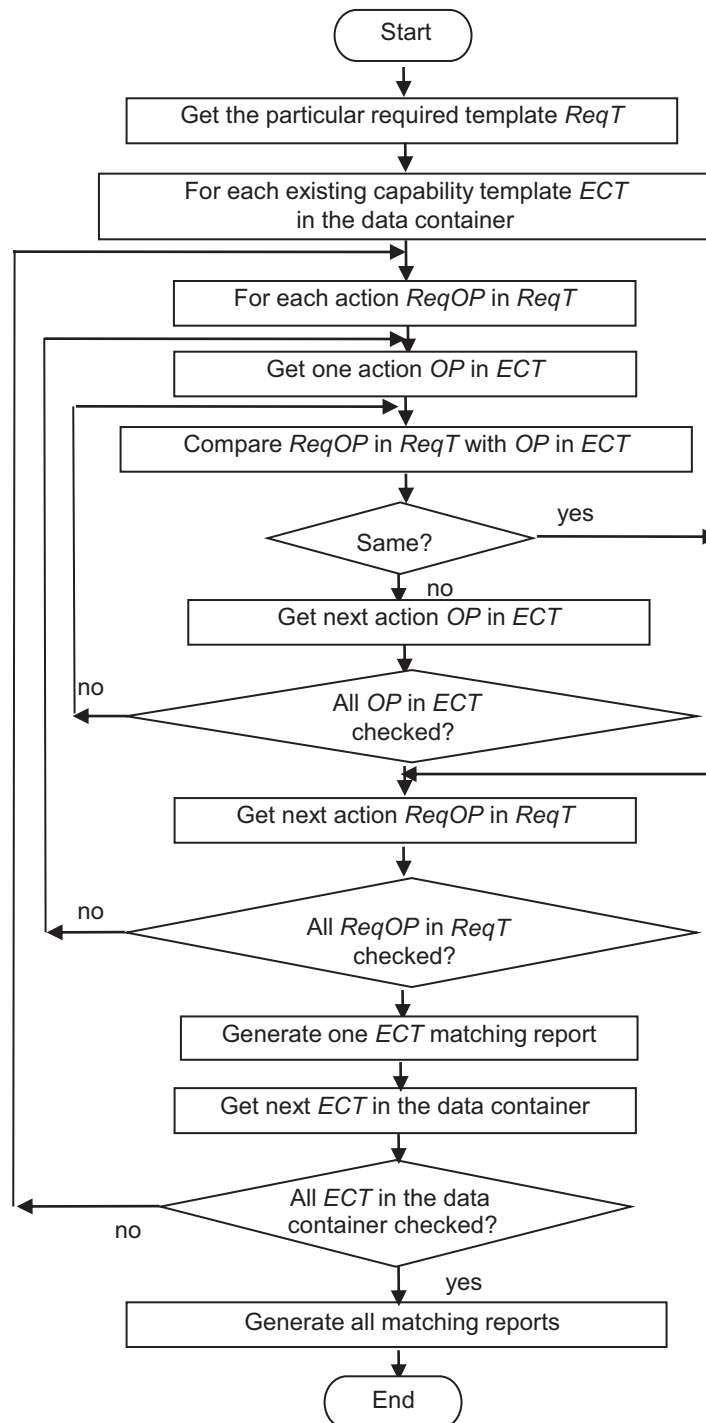 Start
Get the particular required template ReqT
For each existing capability template ECT
in the data container
For each action ReqOP in ReqT
Get one action OP in ECT
Compare ReqOP in ReqT with OP in ECT
yes
Same?
no
Get next action OP in ECT
no
All OP in ECT
checked?
Get next action ReqOP in ReqT
no
All ReqOP in ReqT
checked?
Generate one ECT matching report
Get next ECT in the data container
All ECT in the data
container checked?
no
yes
Generate all matching reports
End